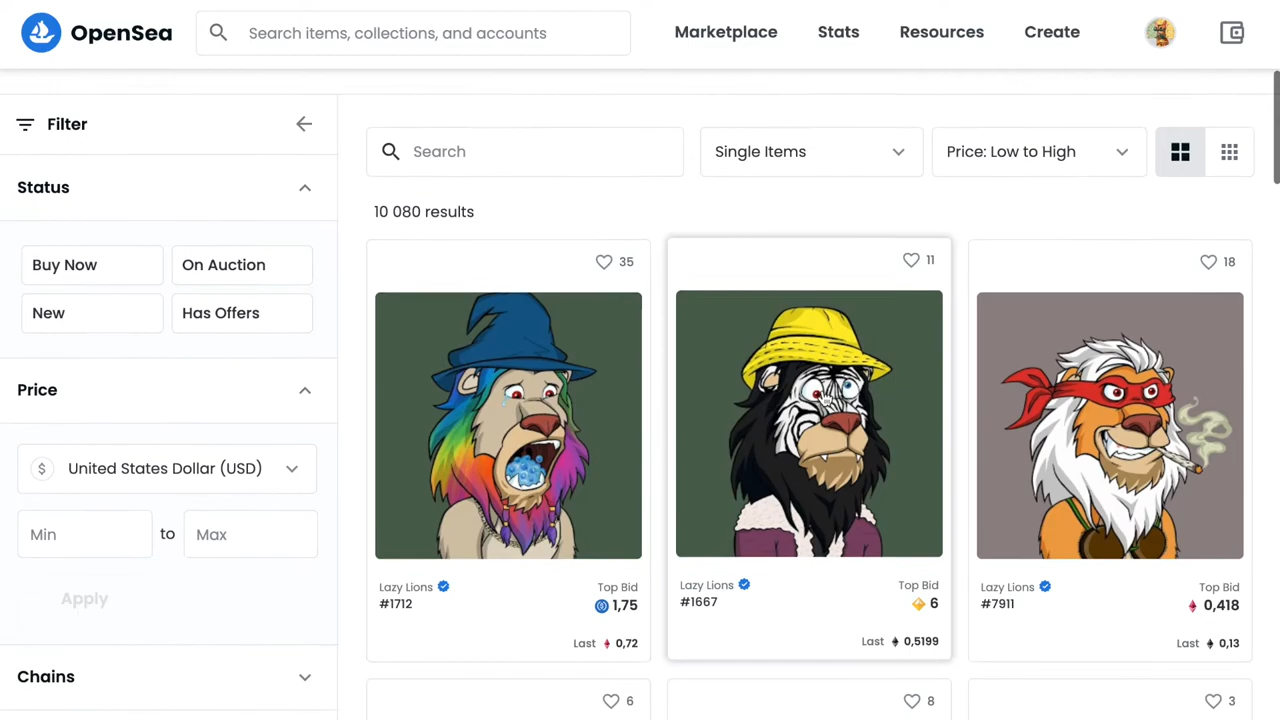 OpenSea
Search items, collections, and accounts
Marketplace
Stats
Resources
Create
Filter
Status
Buy Now
On Auction
New
Has Offers
Price
$
United States Dollar (USD)
Min
to
Max
Apply
Chains
Search
Single Items
Price: Low to High
10 080 results
35
Lazy Lions
#1712
Top Bid
1,75
Last 0,72
11
Lazy Lions
#1667
Top Bid
6
Last 0,5199
18
Lazy Lions
#7911
Top Bid
0,418
Last 0,13
6
8
3